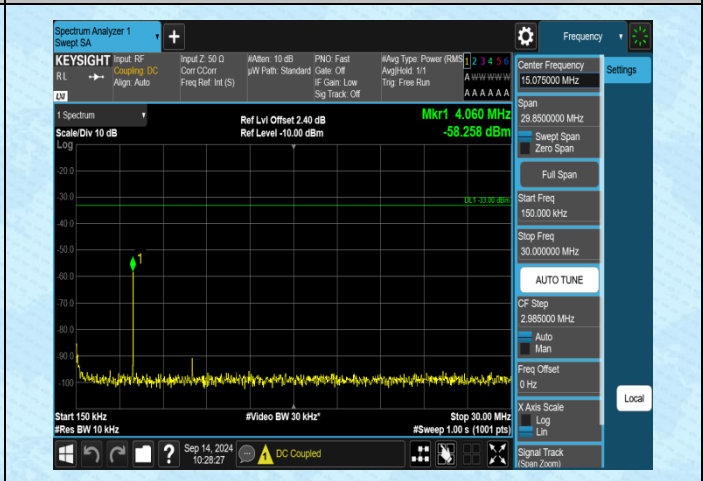 Spectrum Analyzer 1
Swept SA
Frequency
KEYSIGHT
Input: RF
Coupling: DC
Align: Auto
Input Z: 50 Ω
Corr CCorr
Freq Ref: Int (S)
#Atten: 10 dB
µW Path: Standard
PNO: Fast
Gate: Off
IF Gain: Low
Sig Track: Off
#Avg Type: Power (RMS
Avg|Hold: 1/1
Trig: Free Run
1 2 3 4 5 6
A W W W W W
A A A A A A
R L
LXI
1 Spectrum
Scale/Div 10 dB
Log
Ref Lvl Offset 2.40 dB
Ref Level -10.00 dBm
Mkr1 4.060 MHz
-58.258 dBm
-20.0
-30.0
DL1 -33.00 dBm
-40.0
-50.0
1
-60.0
-70.0
-80.0
-90.0
-100
Start 150 kHz
#Res BW 10 kHz
#Video BW 30 kHz*
Stop 30.00 MHz
#Sweep 1.00 s (1001 pts)
Sep 14, 2024
10:28:27
DC Coupled
Center Frequency
15.075000 MHz
Settings
Span
29.8500000 MHz
Swept Span
Zero Span
Full Span
Start Freq
150.000 kHz
Stop Freq
30.000000 MHz
AUTO TUNE
CF Step
2.985000 MHz
Auto
Man
Freq Offset
0 Hz
Local
X Axis Scale
Log
Lin
Signal Track
(Span Zoom)